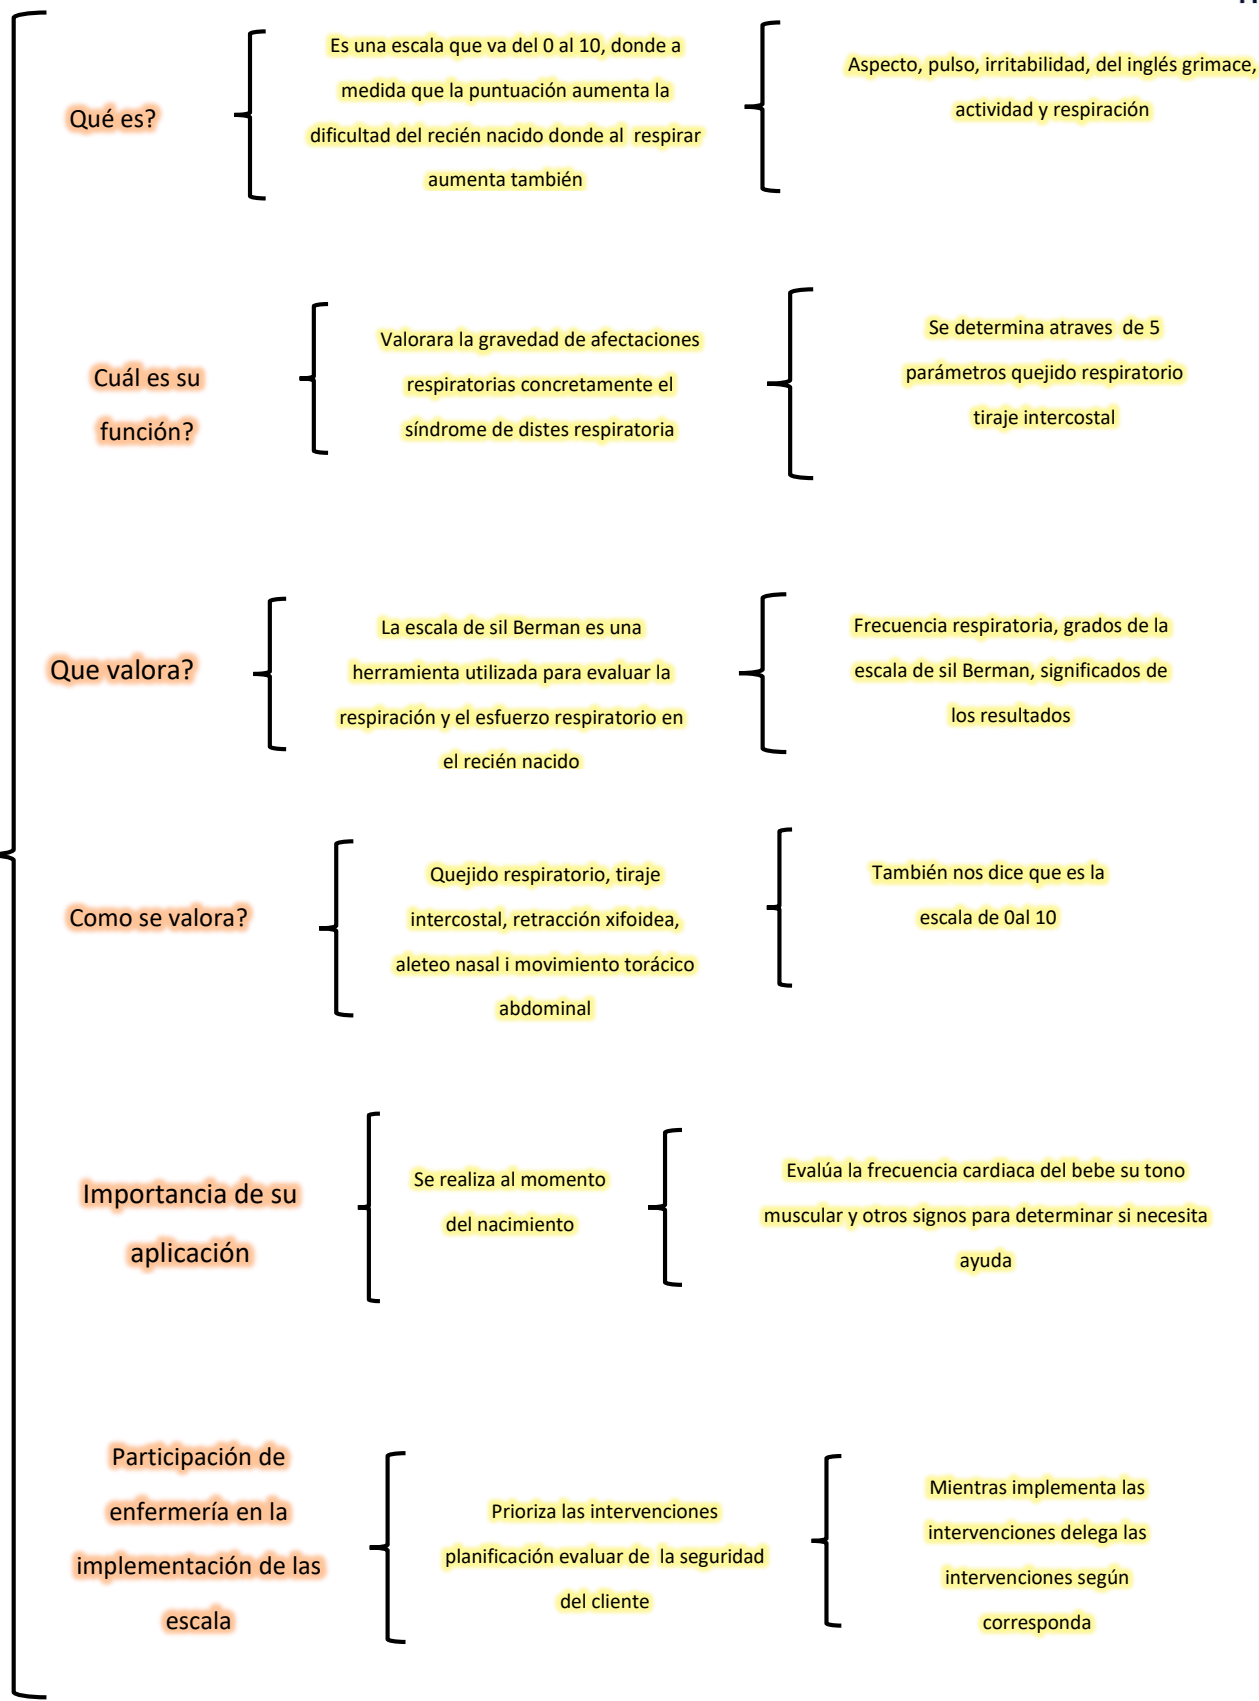 Qué es?
Es una escala que va del 0 al 10, donde a
medida que la puntuación aumenta la
dificultad del recién nacido donde al respirar
aumenta también
Aspecto, pulso, irritabilidad, del inglés grimace,
actividad y respiración
Cuál es su
función?
Valorara la gravedad de afectaciones
respiratorias concretamente el
síndrome de distes respiratoria
Se determina atraves de 5
parámetros quejido respiratorio
tiraje intercostal
Que valora?
La escala de sil Berman es una
herramienta utilizada para evaluar la
respiración y el esfuerzo respiratorio en
el recién nacido
Frecuencia respiratoria, grados de la
escala de sil Berman, significados de
los resultados
Como se valora?
Quejido respiratorio, tiraje
intercostal, retracción xifoidea,
aleteo nasal i movimiento torácico
abdominal
También nos dice que es la
escala de 0al 10
Importancia de su
aplicación
Se realiza al momento
del nacimiento
Evalúa la frecuencia cardiaca del bebe su tono
muscular y otros signos para determinar si necesita
ayuda
Participación de
enfermería en la
implementación de las
escala
Prioriza las intervenciones
planificación evaluar de la seguridad
del cliente
Mientras implementa las
intervenciones delega las
intervenciones según
corresponda